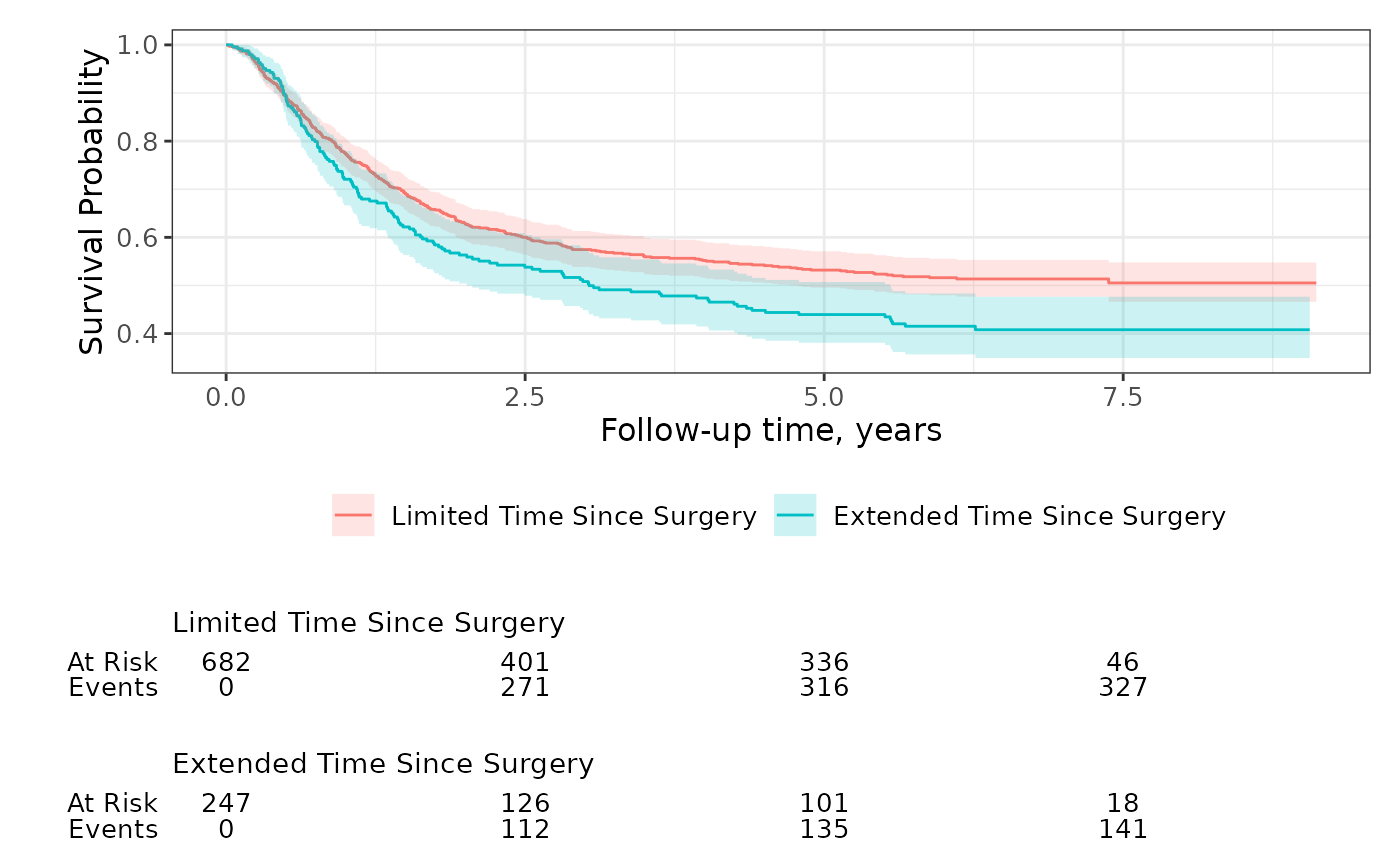 1.0
0.8
0.6
0.4
Survival Probability
0.0 2.5 5.0 7.5
Follow-up time, years
Limited Time Since Surgery Extended Time Since Surgery
Limited Time Since Surgery
At Risk 682 401 336 46
Events 0 271 316 327
Extended Time Since Surgery
At Risk 247 126 101 18
Events 0 112 135 141